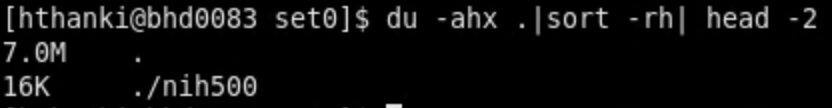 [hthanki@bhd0083 set0]$ du -ahx .|sort -rh| head -2
7.0M    .
16K     ./nih500